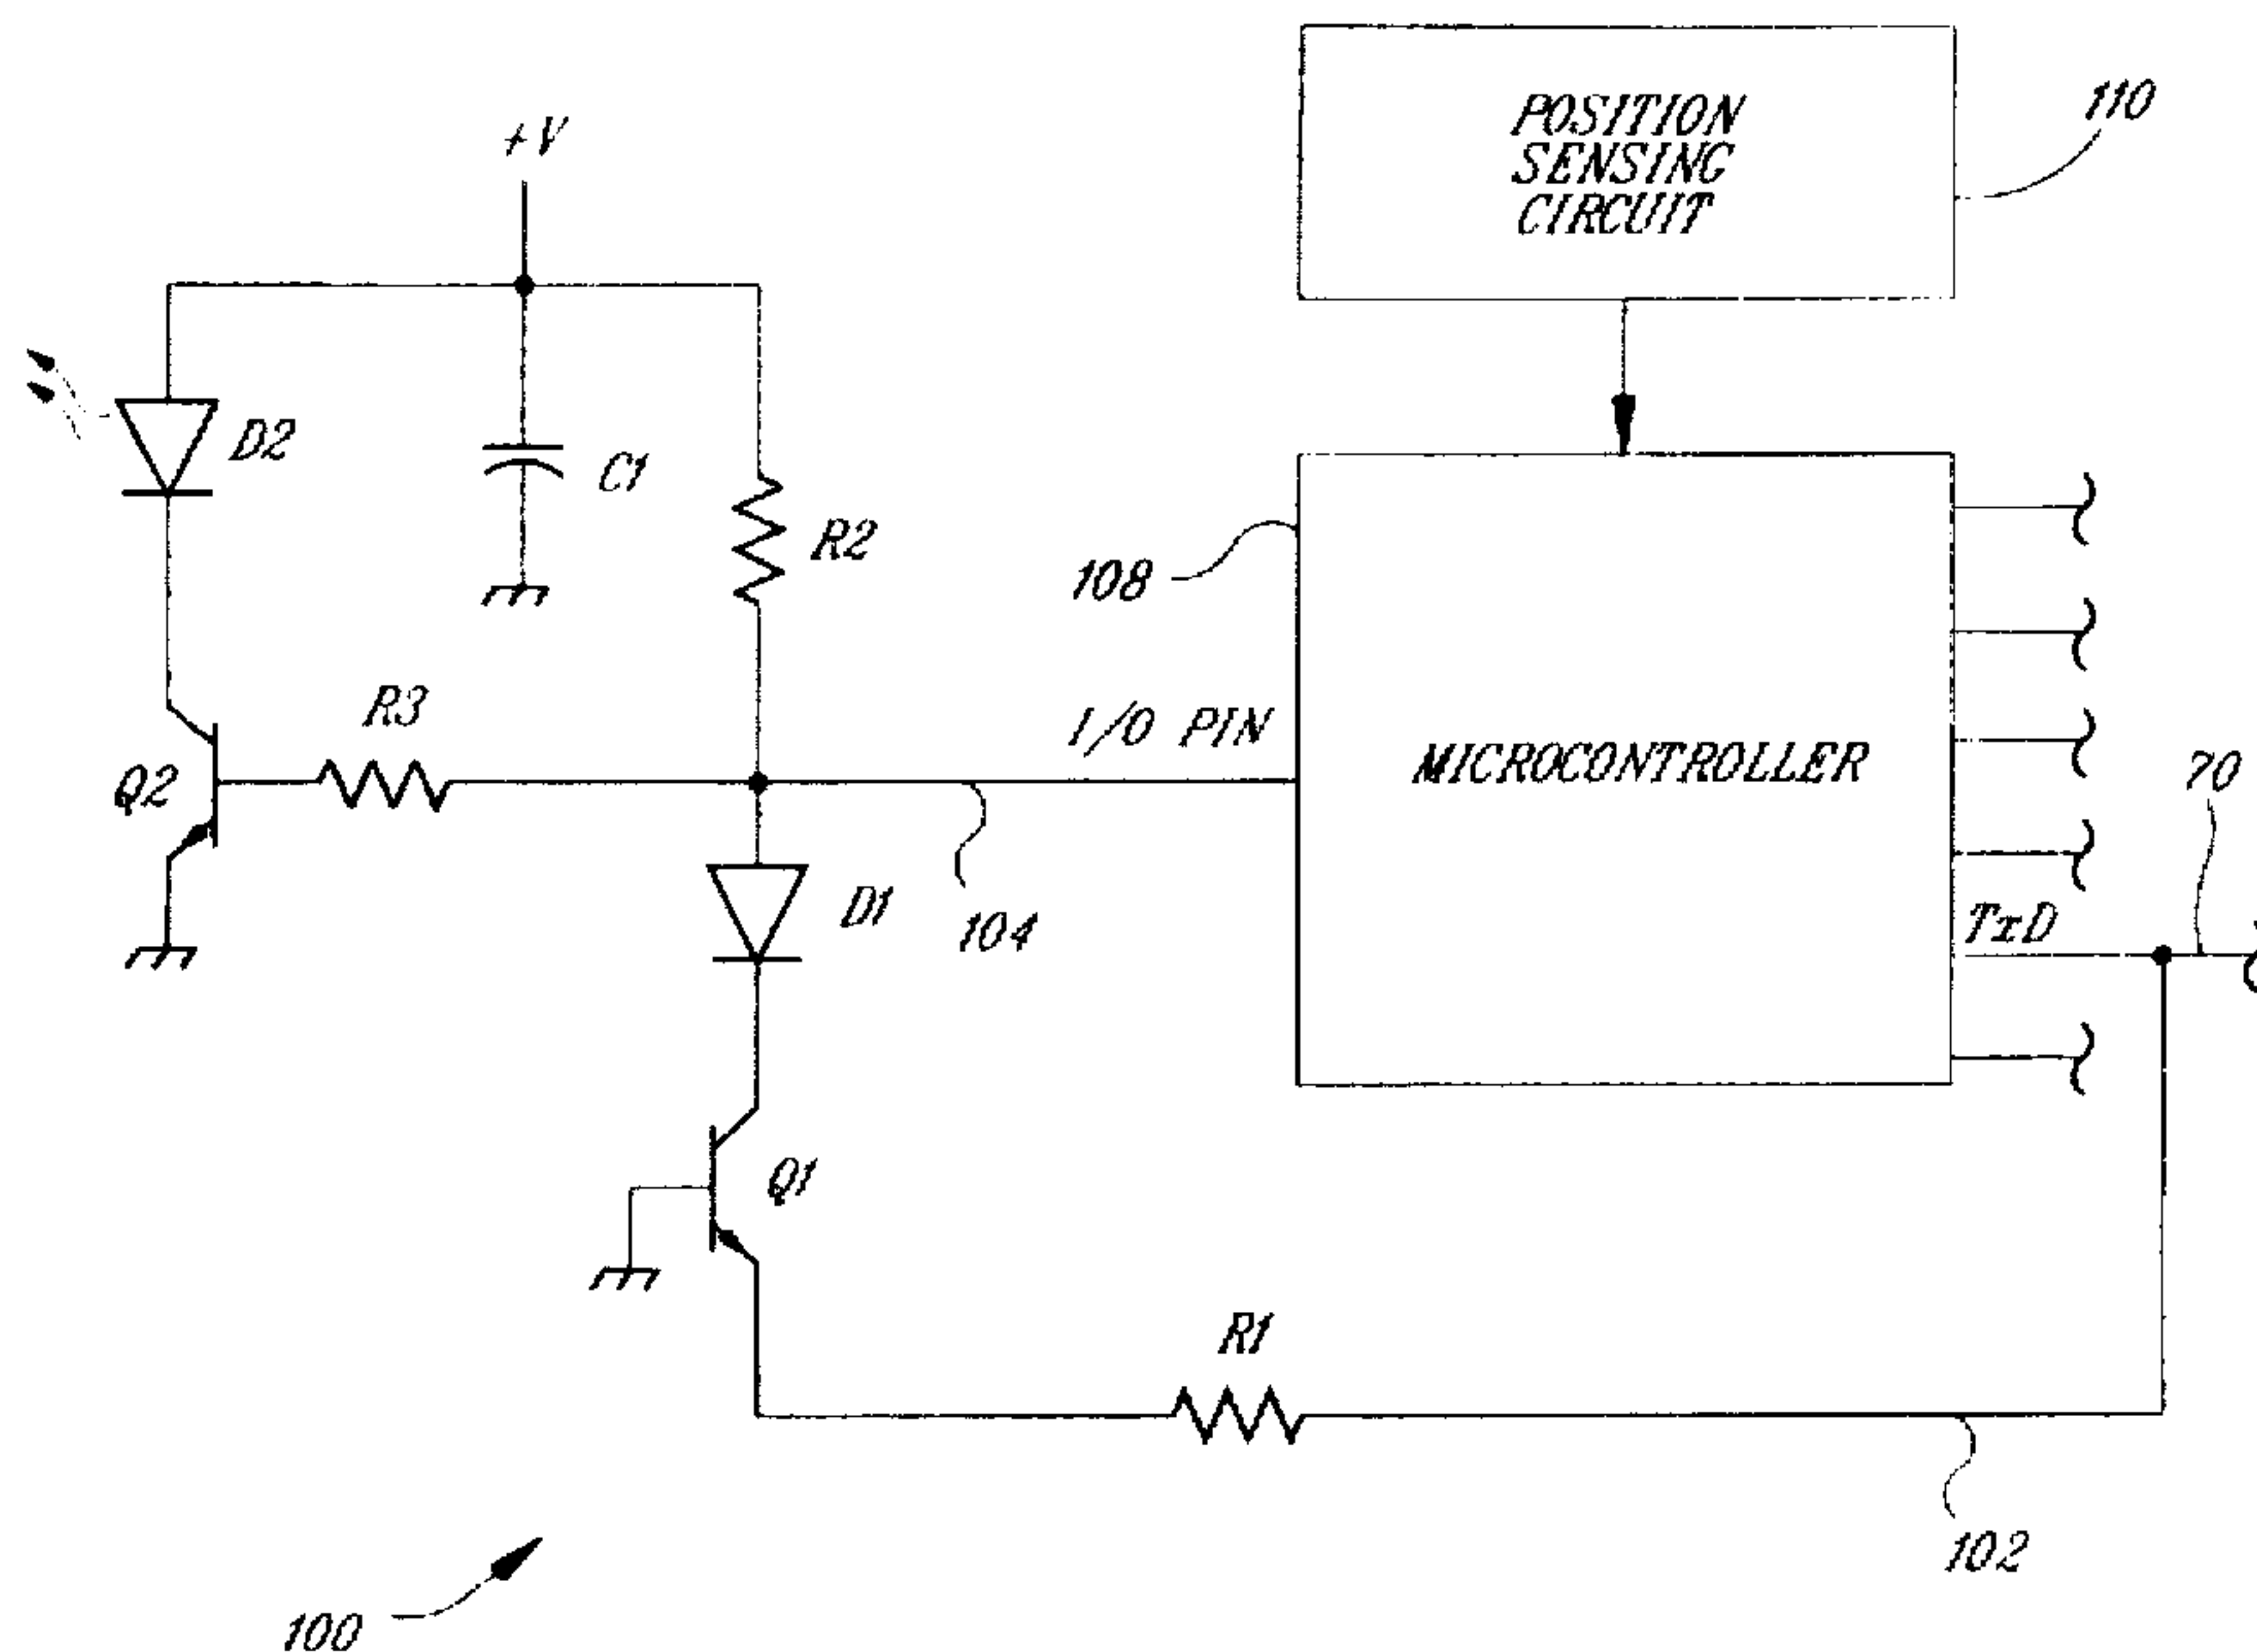 POSITION
SENSING
CIRCUIT
110
+V
D2
C1
R2
108
R3
I/O PIN
MICROCONTROLLER
70
Q2
D1
104
TxD
Q1
R1
102
100